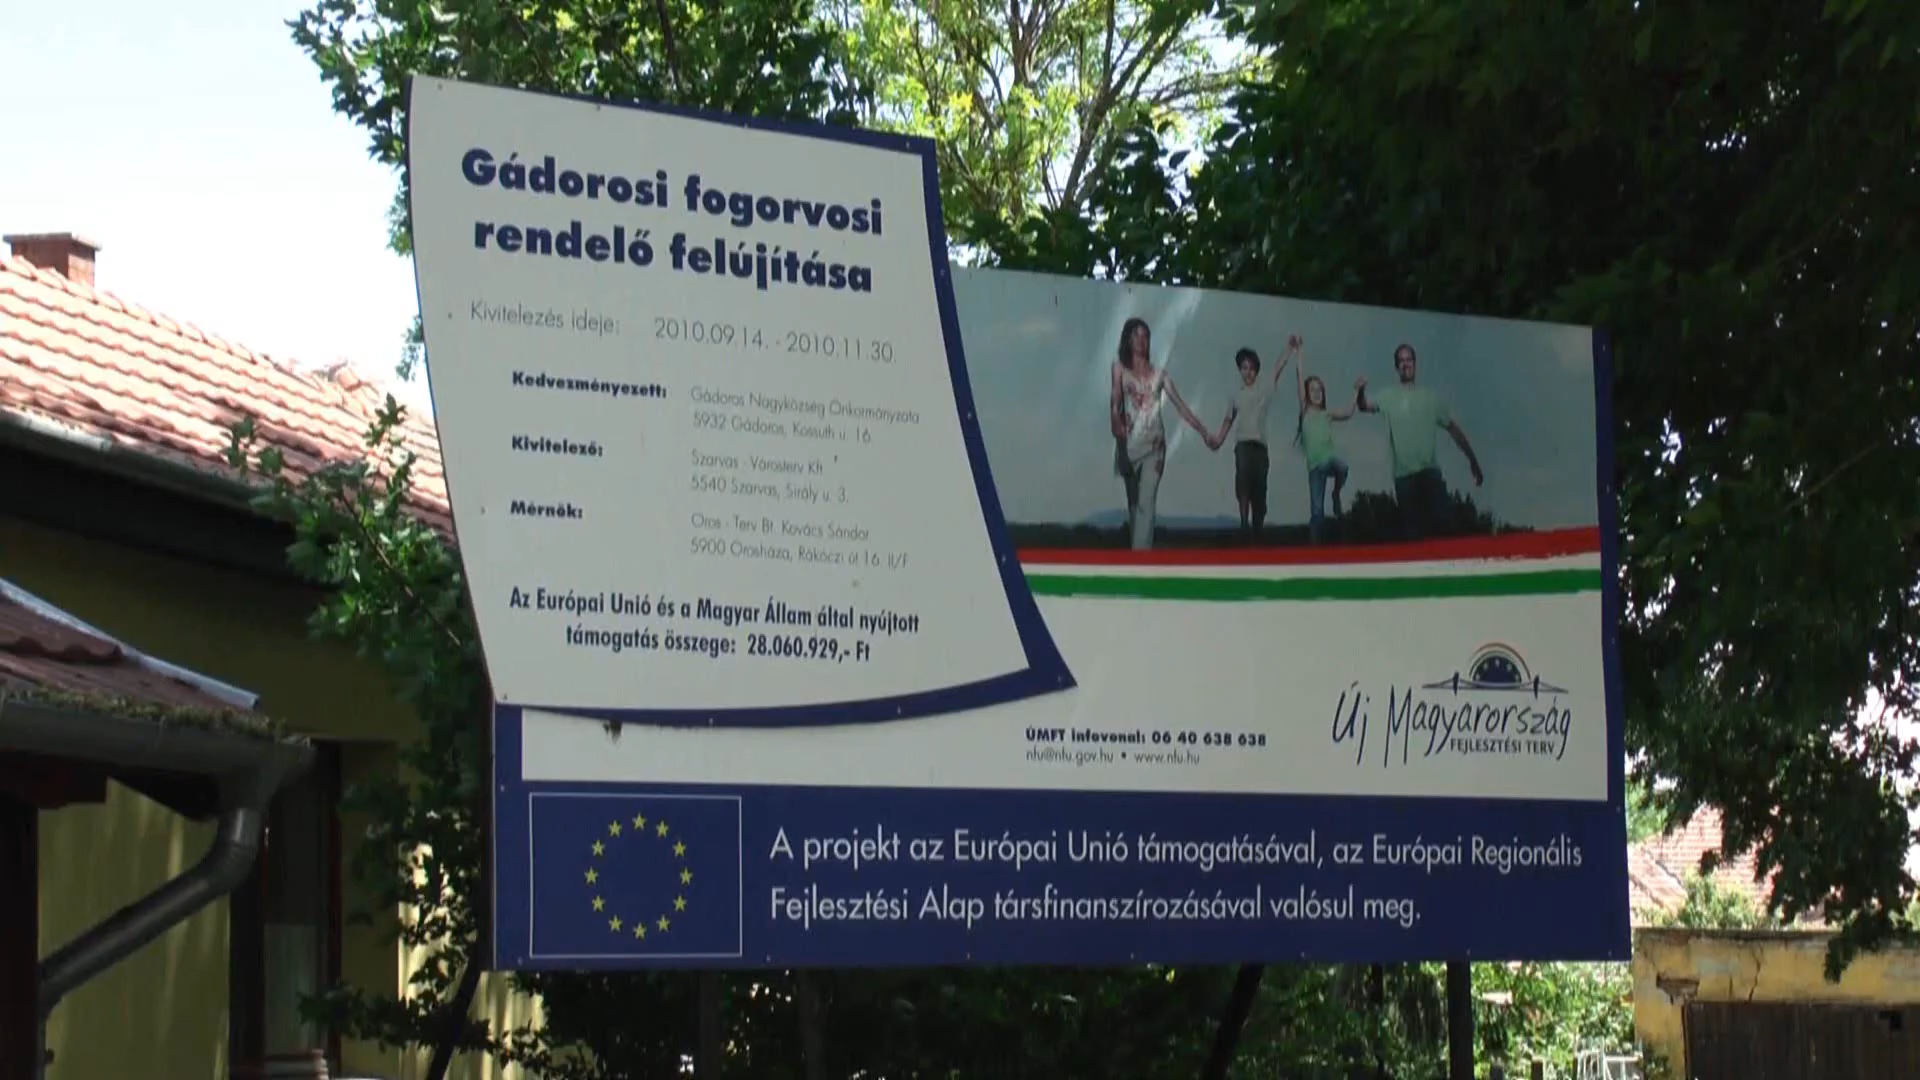 Gádorosi fogorvosi
rendelő felújítása
Kivitelezés ideje: 2010.09.14. - 2010.11.30.
Kedvezményezett: Gádoros Nagyközség Önkormányzata
5932 Gádoros, Kossuth u. 16.
Kivitelező: Szarvas - Városterv Kft.
5540 Szarvas, Sirály u. 3.
Mérnök: Oros - Terv Bt. Kovács Sándor
5900 Orosháza, Rákóczi út 16. II/F
Az Európai Unió és a Magyar Állam által nyújtott
támogatás összege: 28.060.929,- Ft
ÚMFT infovonal: 06 40 638 638
nfu@nfu.gov.hu • www.nfu.hu
Új Magyarország
FEJLESZTÉSI TERV
A projekt az Európai Unió támogatásával, az Európai Regionális
Fejlesztési Alap társfinanszírozásával valósul meg.